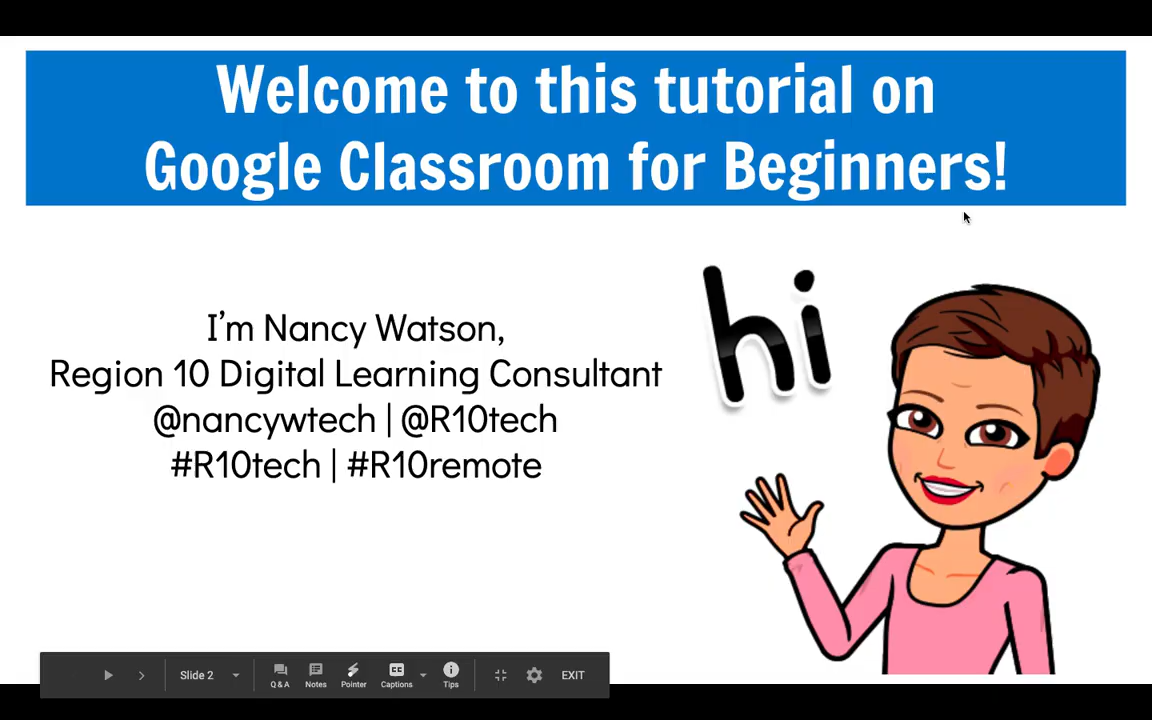 Welcome to this tutorial on
Google Classroom for Beginners!
hi
I'm Nancy Watson,
Region 10 Digital Learning Consultant
@nancywtech | @R10tech
#R10tech | #R10remote
Slide 2
Q & A
Notes
Pointer
CC
Captions
Tips
EXIT